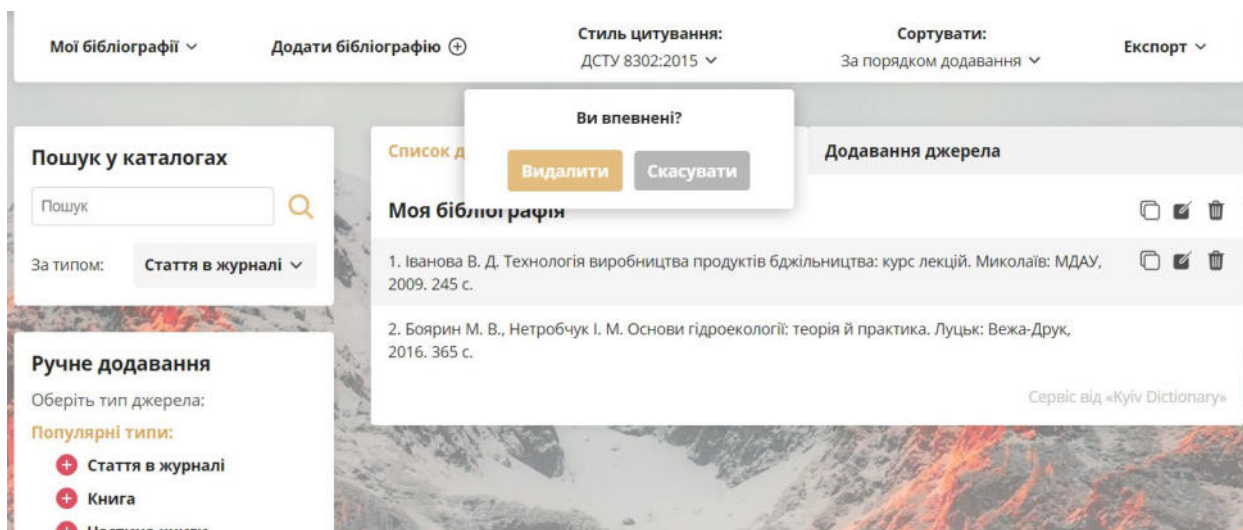 Мої бібліографії
Додати бібліографію
Стиль цитування:
ДСТУ 8302:2015
Сортувати:
За порядком додавання
Експорт
Ви впевнені?
Видалити
Скасувати
Пошук у каталогах
Пошук
За типом:
Стаття в журналі
Ручне додавання
Оберіть тип джерела:
Популярні типи:
Стаття в журналі
Книга
Частина книги
Список д
Додавання джерела
Моя бібліографія
1. Іванова В. Д. Технологія виробництва продуктів бджільництва: курс лекцій. Миколаїв: МДАУ,
2009. 245 с.
2. Боярин М. В., Нетробчук І. М. Основи гідроекології: теорія й практика. Луцьк: Вежа-Друк,
2016. 365 с.
Сервіс від «Kyiv Dictionary»